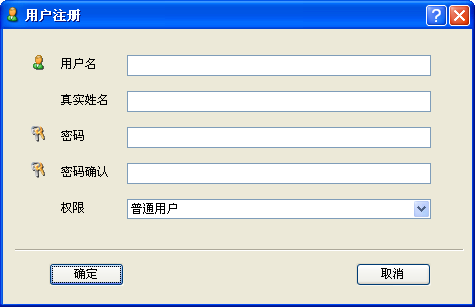 用户注册
用户名
真实姓名
密码
密码确认
权限 普通用户
确定 取消